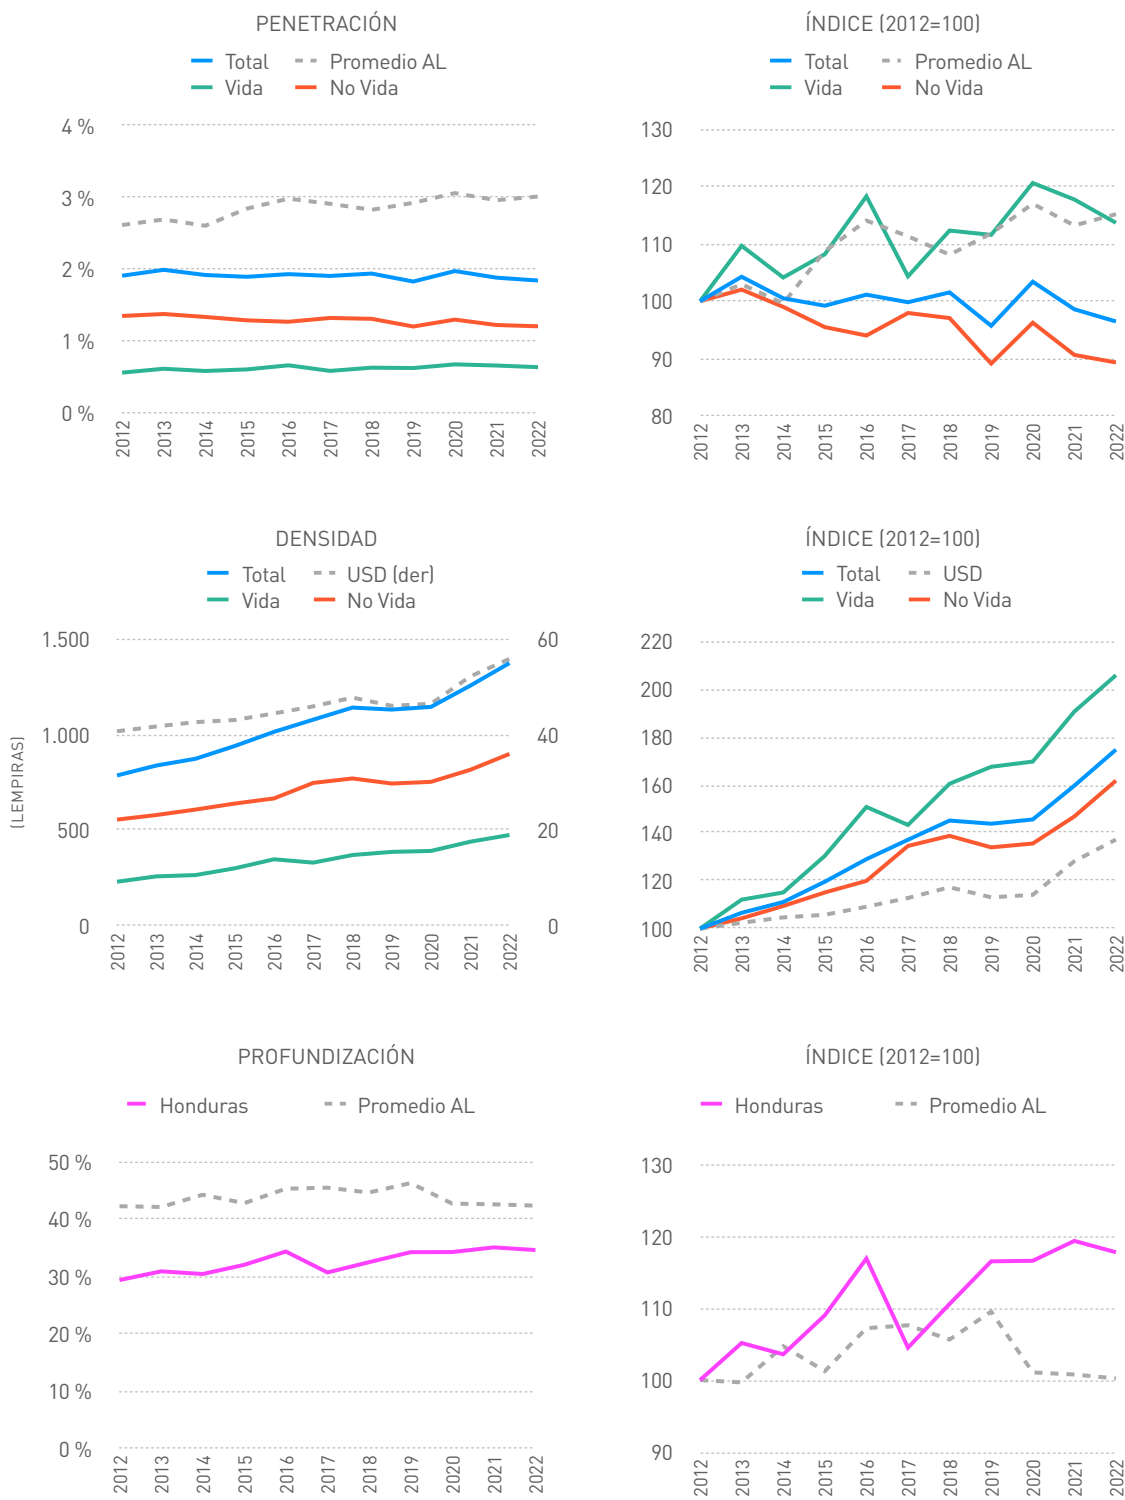 PENETRACIÓN
Total Promedio AL
Vida No Vida
4 %
3 %
2 %
1 %
0 %
2012 2013 2014 2015 2016 2017 2018 2019 2020 2021 2022
ÍNDICE (2012=100)
Total Promedio AL
Vida No Vida
130
120
110
100
90
80
2012 2013 2014 2015 2016 2017 2018 2019 2020 2021 2022
DENSIDAD
Total USD (der)
Vida No Vida
(LEMPIRAS)
1.500 60
1.000 40
500 20
0 0
2012 2013 2014 2015 2016 2017 2018 2019 2020 2021 2022
ÍNDICE (2012=100)
Total USD
Vida No Vida
220
200
180
160
140
120
100
2012 2013 2014 2015 2016 2017 2018 2019 2020 2021 2022
PROFUNDIZACIÓN
Honduras Promedio AL
50 %
40 %
30 %
20 %
10 %
0 %
2012 2013 2014 2015 2016 2017 2018 2019 2020 2021 2022
ÍNDICE (2012=100)
Honduras Promedio AL
130
120
110
100
90
2012 2013 2014 2015 2016 2017 2018 2019 2020 2021 2022